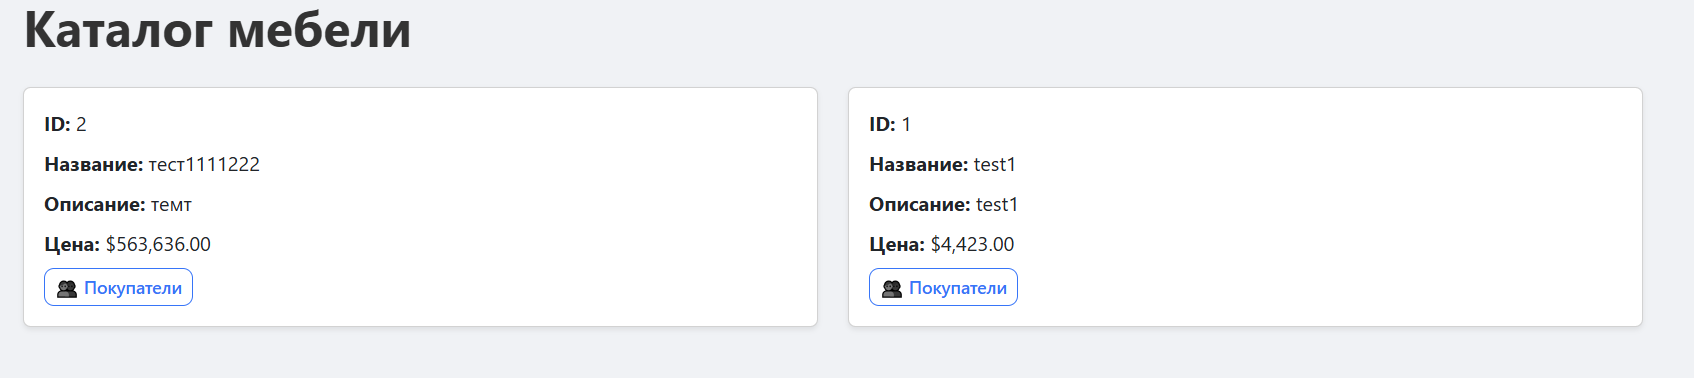 Каталог мебели
ID: 2
Название: тест1111222
Описание: темт
Цена: $563,636.00
Покупатели
ID: 1
Название: test1
Описание: test1
Цена: $4,423.00
Покупатели